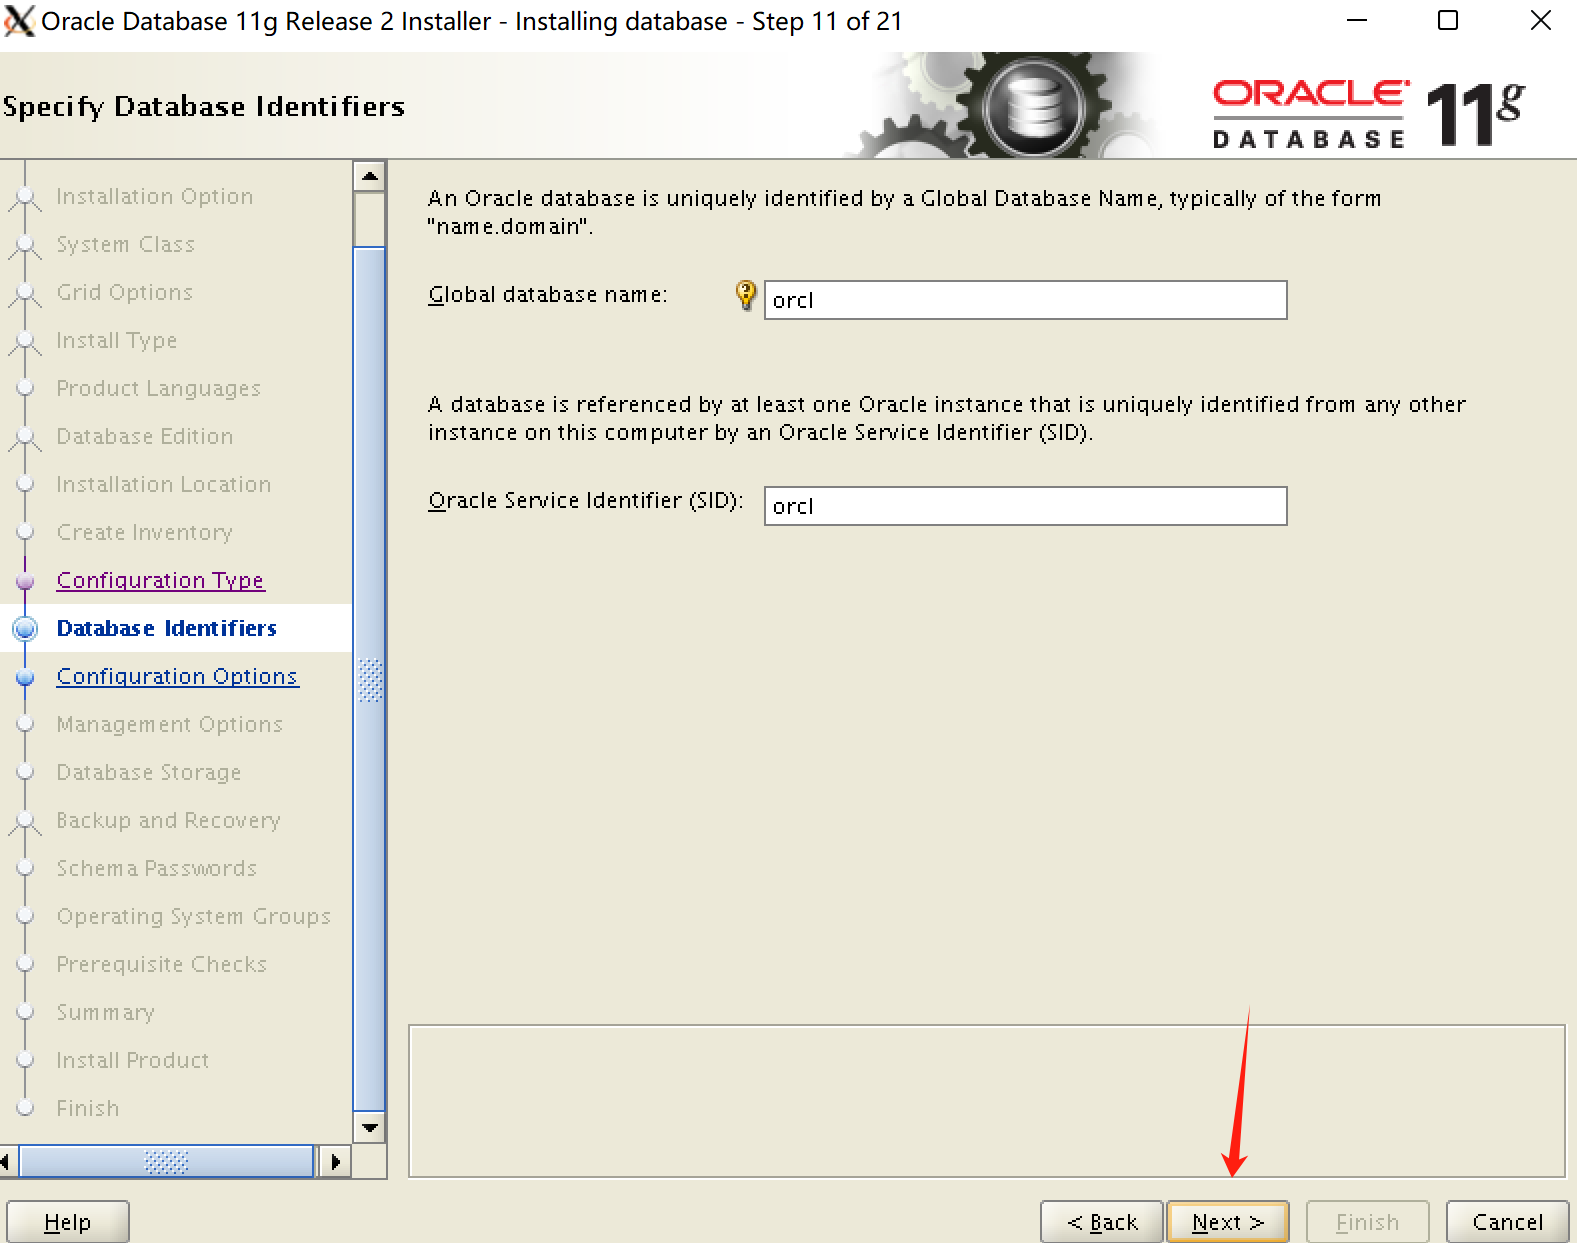 Oracle Database 11g Release 2 Installer - Installing database - Step 11 of 21
Specify Database Identifiers
ORACLE
DATABASE
11g
Installation Option
System Class
Grid Options
Install Type
Product Languages
Database Edition
Installation Location
Create Inventory
Configuration Type
Database Identifiers
Configuration Options
Management Options
Database Storage
Backup and Recovery
Schema Passwords
Operating System Groups
Prerequisite Checks
Summary
Install Product
Finish
An Oracle database is uniquely identified by a Global Database Name, typically of the form
"name.domain".
Global database name:
orcl
A database is referenced by at least one Oracle instance that is uniquely identified from any other
instance on this computer by an Oracle Service Identifier (SID).
Oracle Service Identifier (SID):
orcl
Help
< Back
Next >
Finish
Cancel